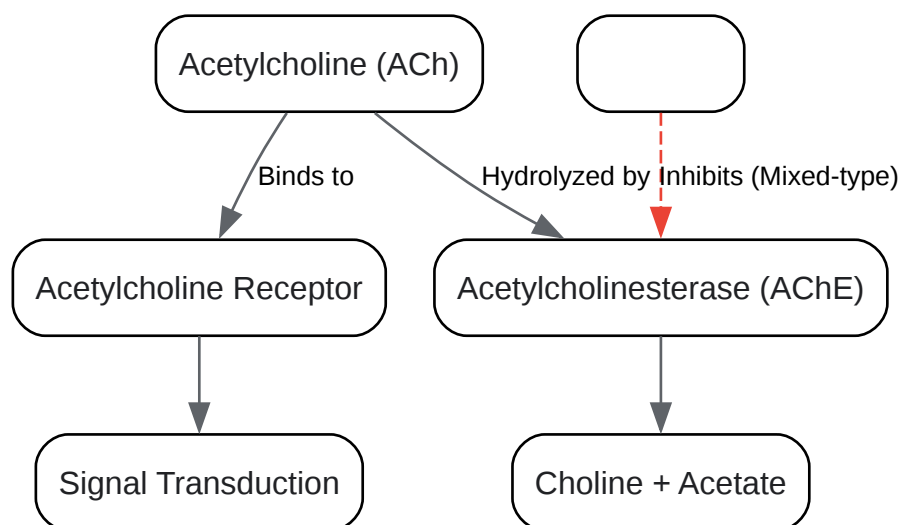 Acetylcholine (ACh)
Binds to
Hydrolyzed by
Inhibits (Mixed-type)
Acetylcholine Receptor
Acetylcholinesterase (AChE)
Signal Transduction
Choline + Acetate